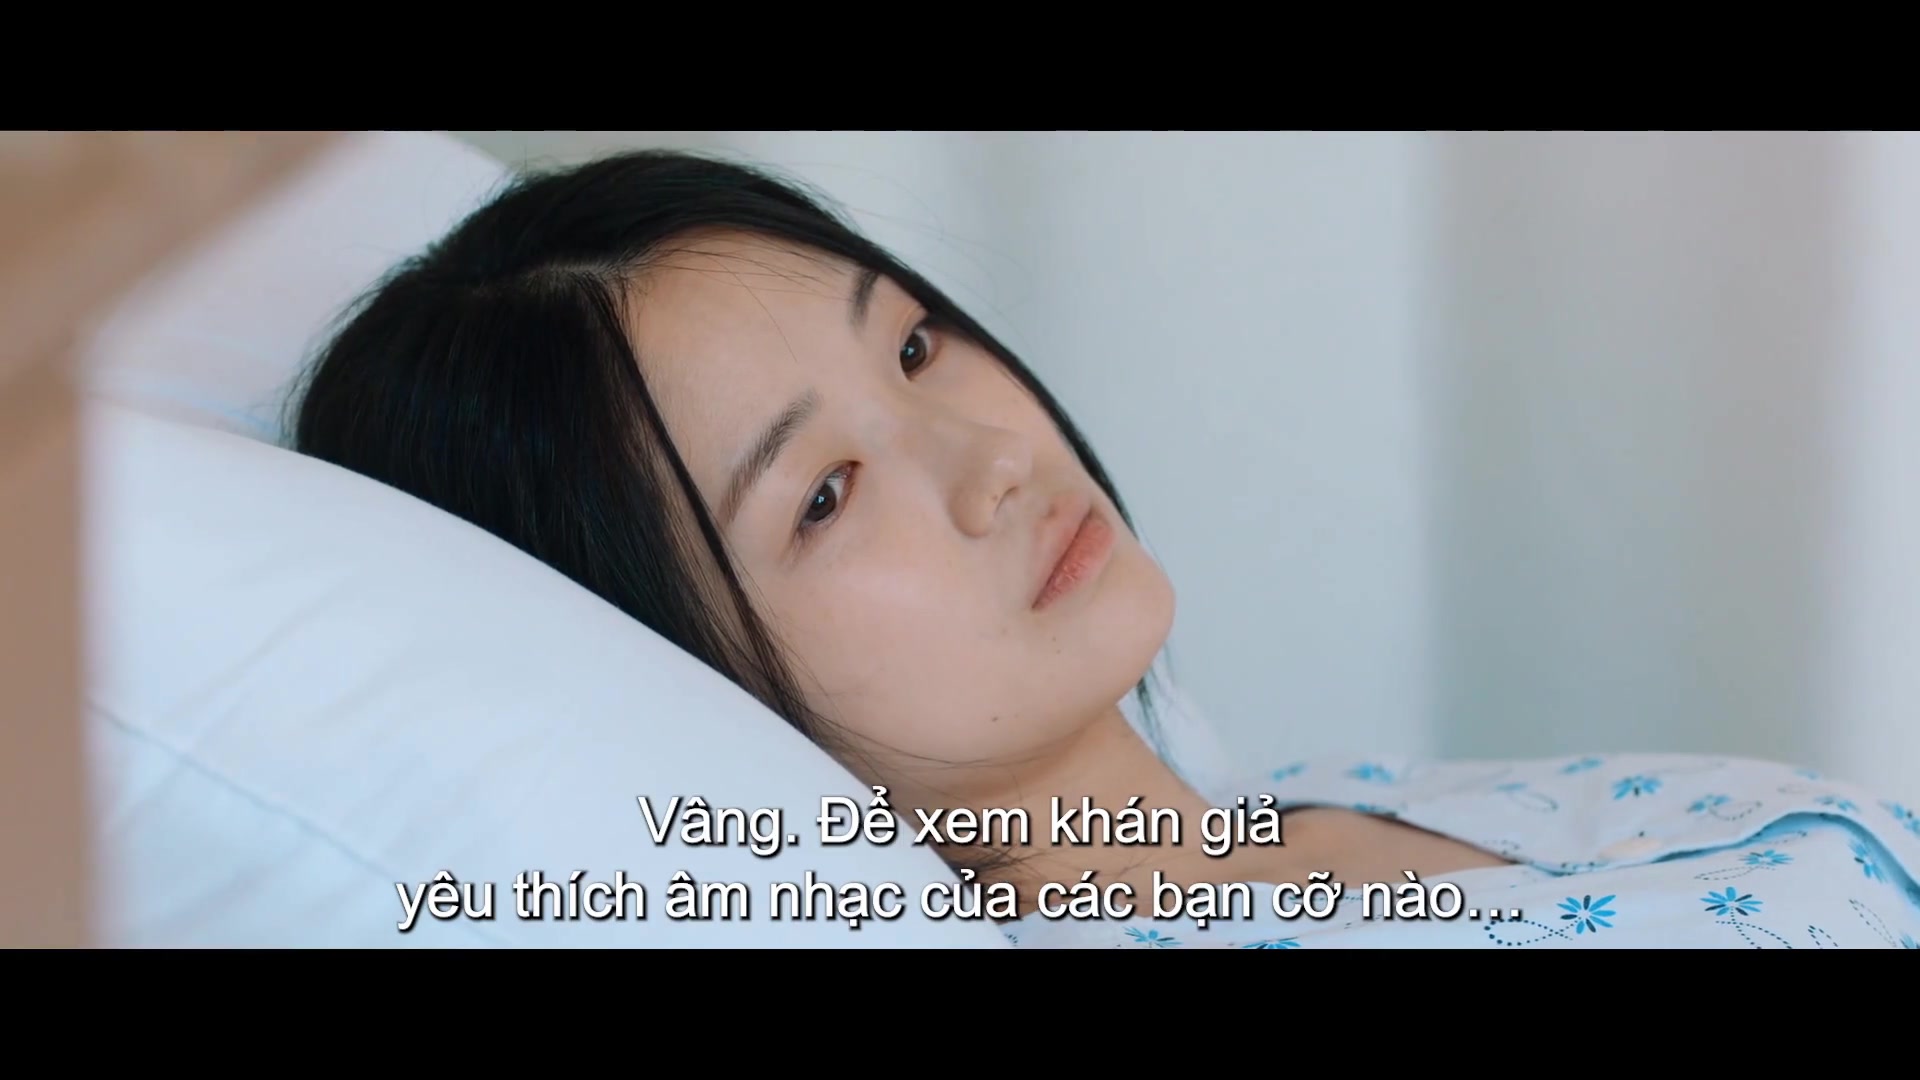 Vâng. Để xem khán giả
yêu thích âm nhạc của các bạn cỡ nào...